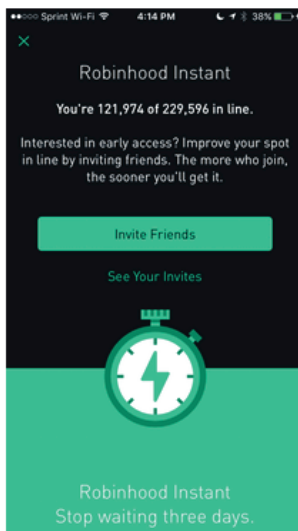 Sprint Wi-Fi 4:14 PM 38%
Robinhood Instant
You're 121,974 of 229,596 in line.
Interested in early access? Improve your spot
in line by inviting friends. The more who join,
the sooner you'll get it.
Invite Friends
See Your Invites
Robinhood Instant
Stop waiting three days.